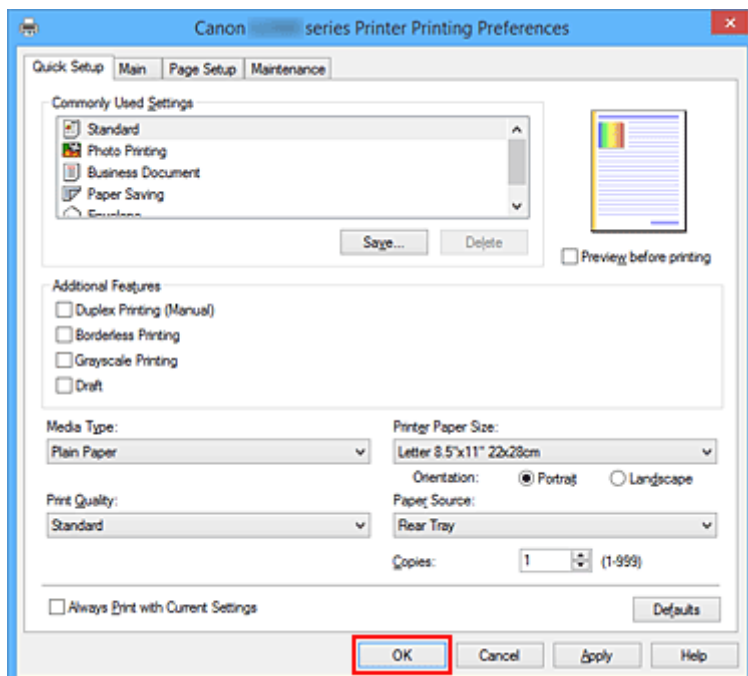 Canon series Printer Printing Preferences
Quick Setup Main Page Setup Maintenance
Commonly Used Settings
Standard
Photo Printing
Business Document
Paper Saving
Envelope
Save... Delete
Preview before printing
Additional Features
Duplex Printing (Manual)
Borderless Printing
Grayscale Printing
Draft
Media Type:
Plain Paper
Printer Paper Size:
Letter 8.5"x11" 22x28cm
Orientation: Portrait Landscape
Print Quality:
Standard
Paper Source:
Rear Tray
Copies: 1 (1-999)
Always Print with Current Settings
Defaults
OK Cancel Apply Help